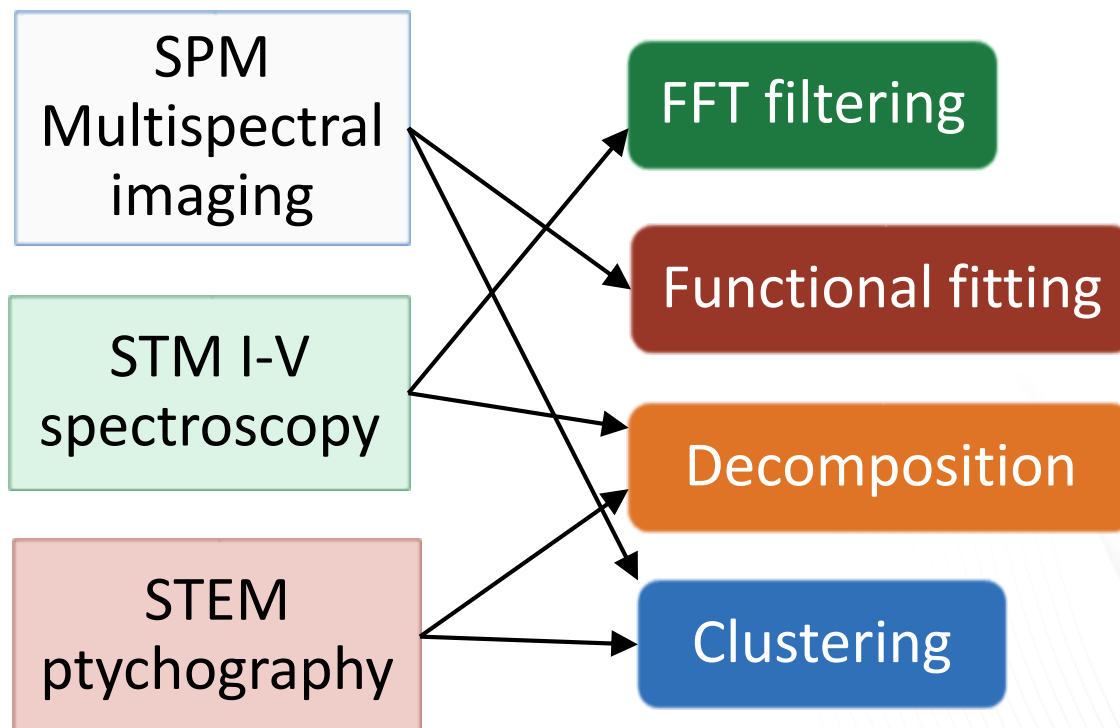 SPM
Multispectral
imaging
STM I-V
spectroscopy
STEM
ptychography
FFT filtering
Functional fitting
Decomposition
Clustering